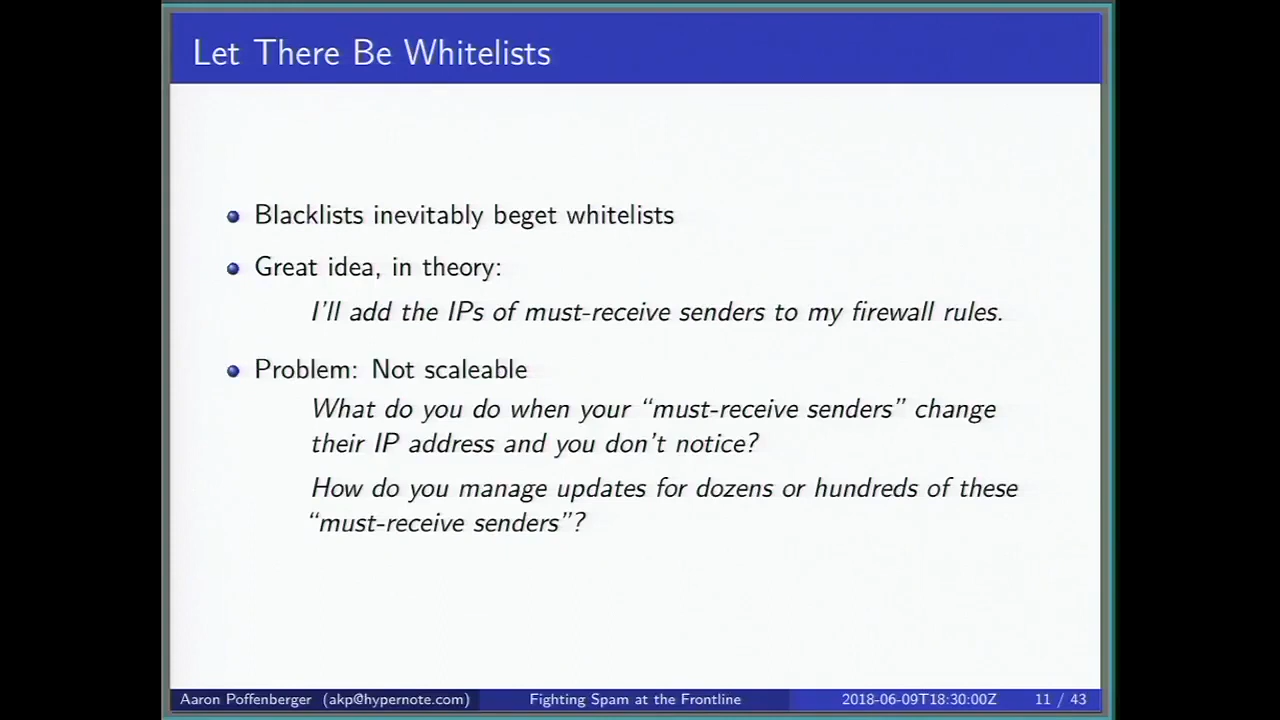 Let There Be Whitelists
Blacklists inevitably beget whitelists
Great idea, in theory:
I'll add the IPs of must-receive senders to my firewall rules.
Problem: Not scaleable
What do you do when your “must-receive senders” change
their IP address and you don't notice?
How do you manage updates for dozens or hundreds of these
“must-receive senders”?
Aaron Poffenberger (akp@hypernote.com) Fighting Spam at the Frontline 2018-06-09T18:30:00Z 11 / 43